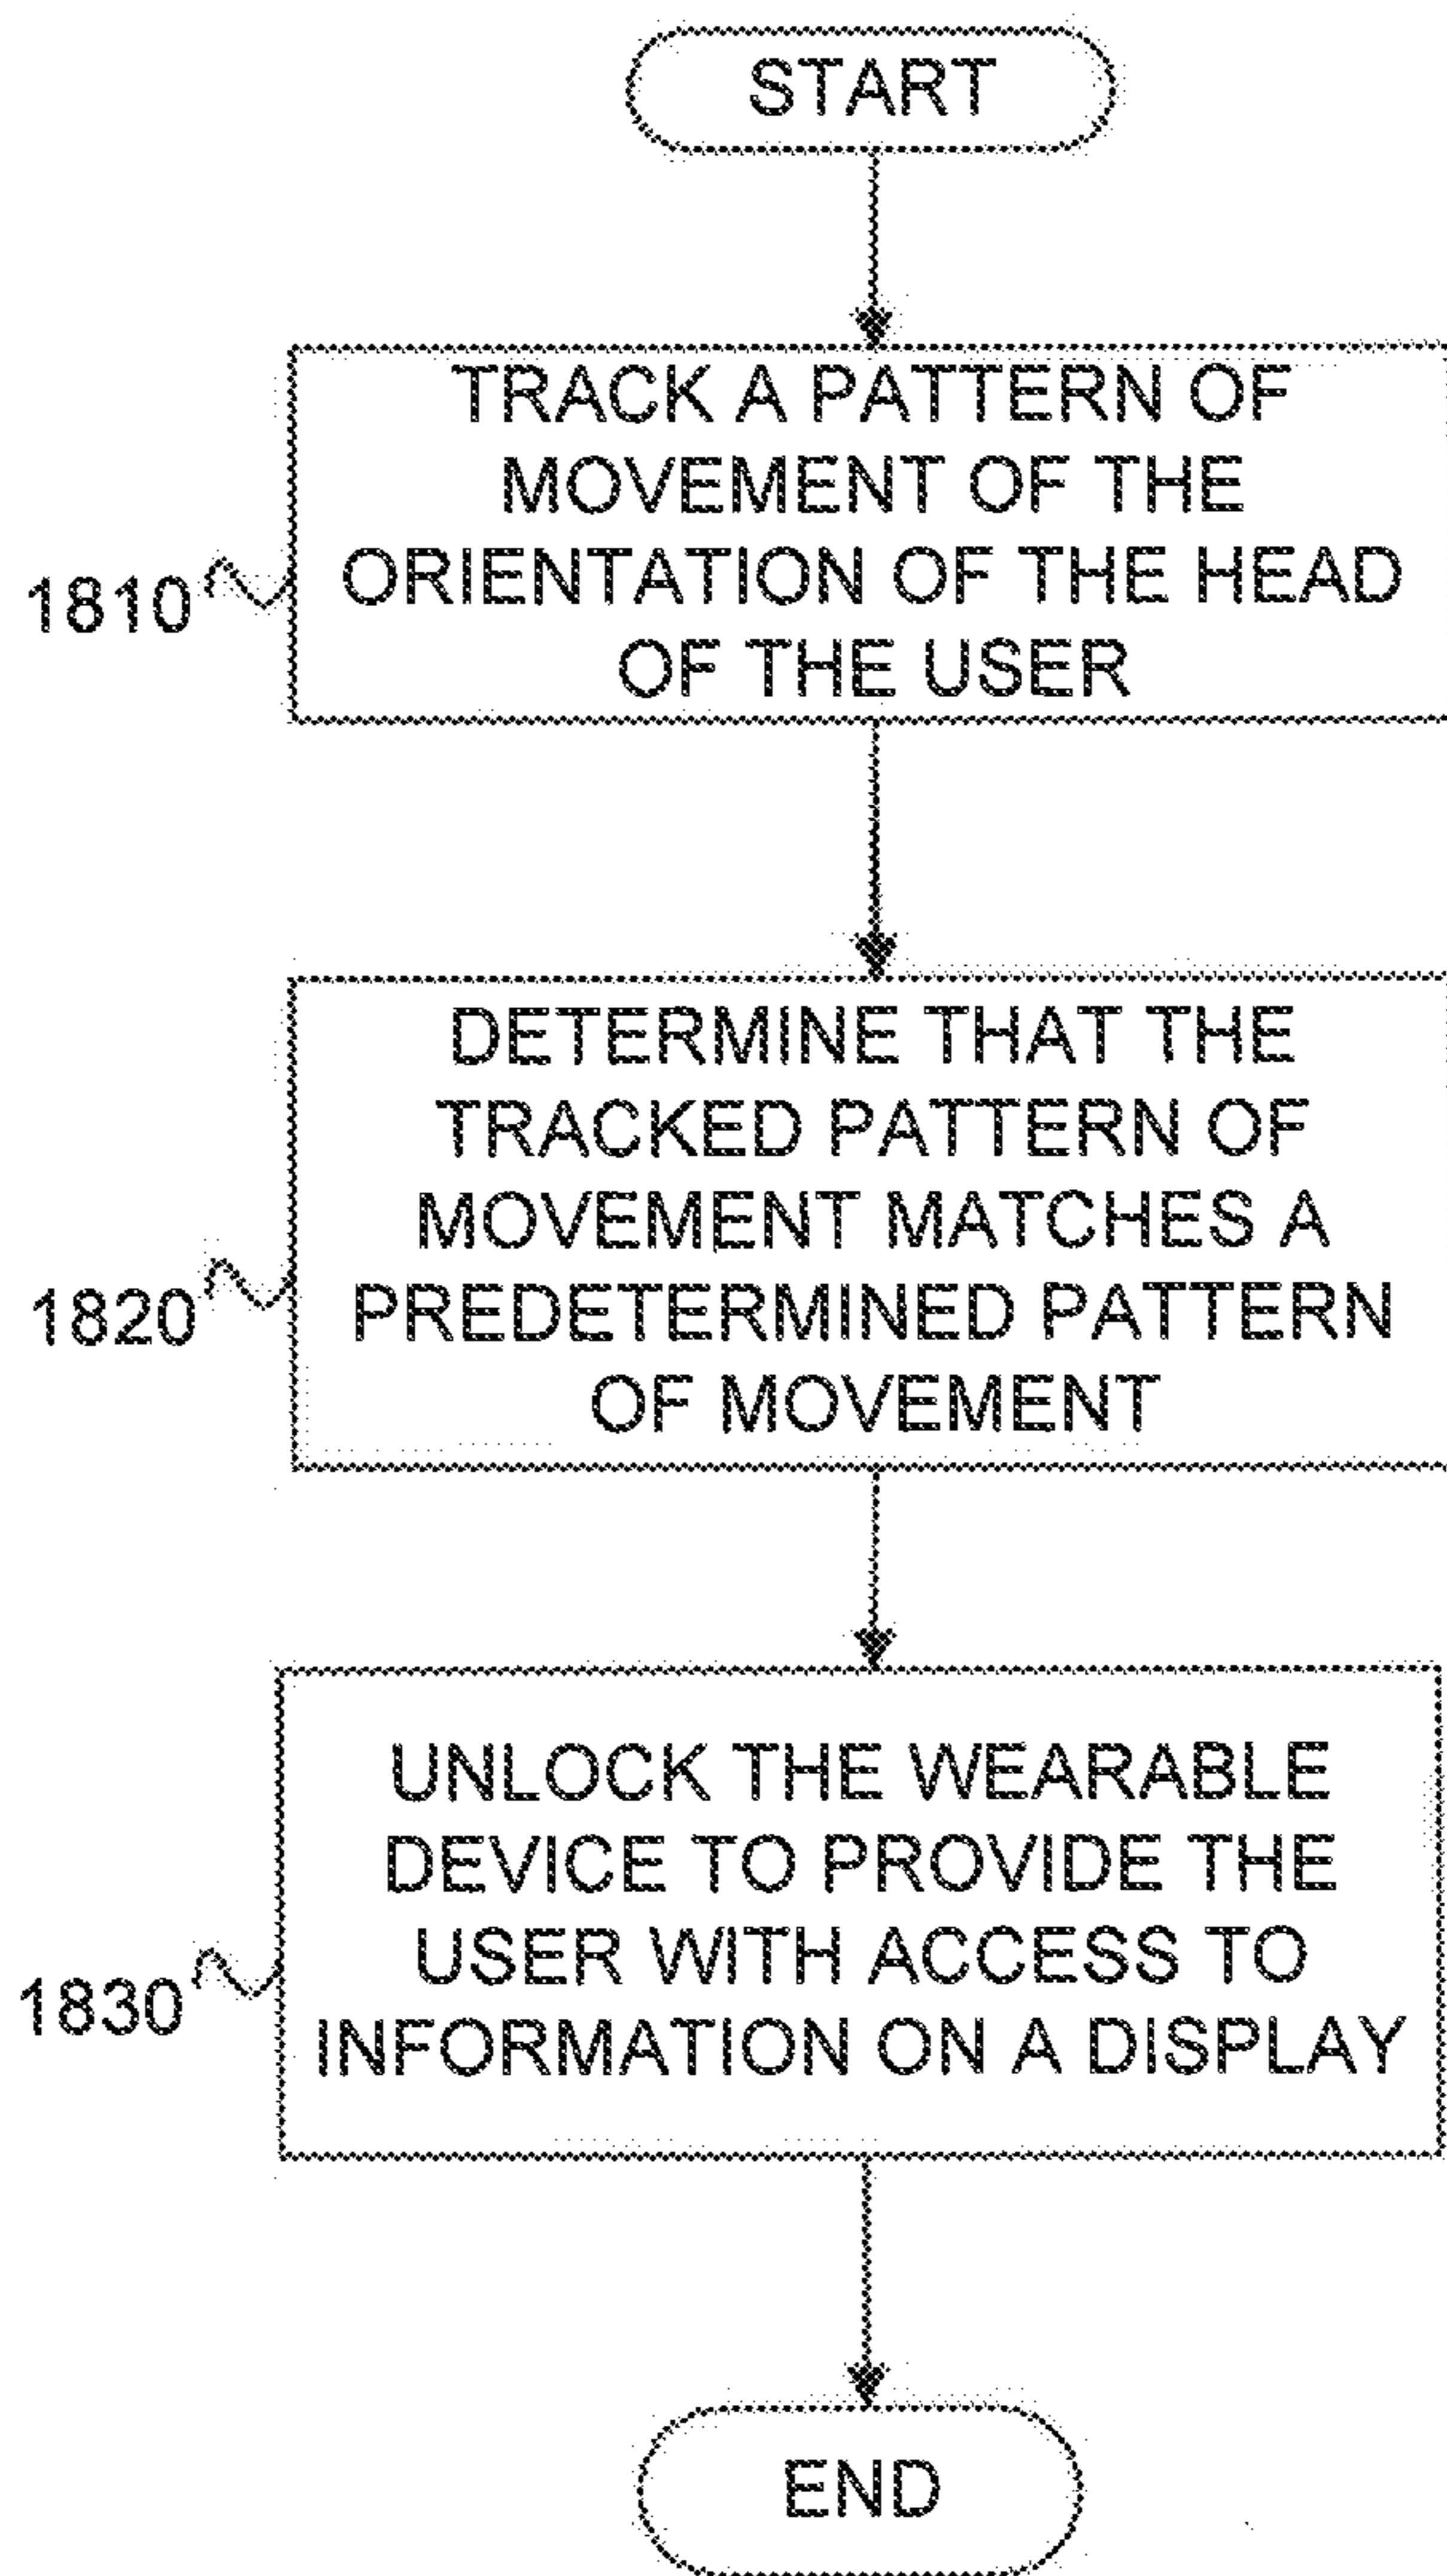 START
TRACK A PATTERN OF
MOVEMENT OF THE
ORIENTATION OF THE HEAD
OF THE USER
1810
DETERMINE THAT THE
TRACKED PATTERN OF
MOVEMENT MATCHES A
PREDETERMINED PATTERN
OF MOVEMENT
1820
UNLOCK THE WEARABLE
DEVICE TO PROVIDE THE
USER WITH ACCESS TO
INFORMATION ON A DISPLAY
1830
END